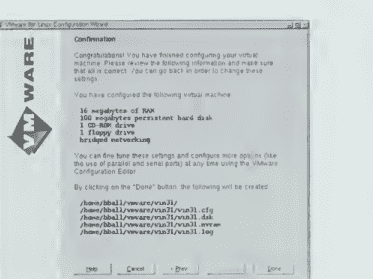 VMware for Linux Configuration Wizard
VMWARE
Confirmation
Congratulations! You have finished configuring your virtual
machine. Please review the following information and make sure
that all is correct. You can go back in order to change these
settings.
You have configured the following virtual machine
16 megabytes of RAM
100 megabytes persistent hard disk
1 CD-ROM drive
1 floppy drive
bridged networking
You can fine tune these settings and configure more options (like
the use of parallel and serial ports) at any time using the VMware
Configuration Editor
By clicking on the "Done" button, the following will be created
/home/bball/vmware/win31/
/home/bball/vmware/win31/win31.cfg
/home/bball/vmware/win31/win31.dsk
/home/bball/vmware/win31/win31.nvram
/home/bball/vmware/win31/win31.log
Help Cancel < Prev Done